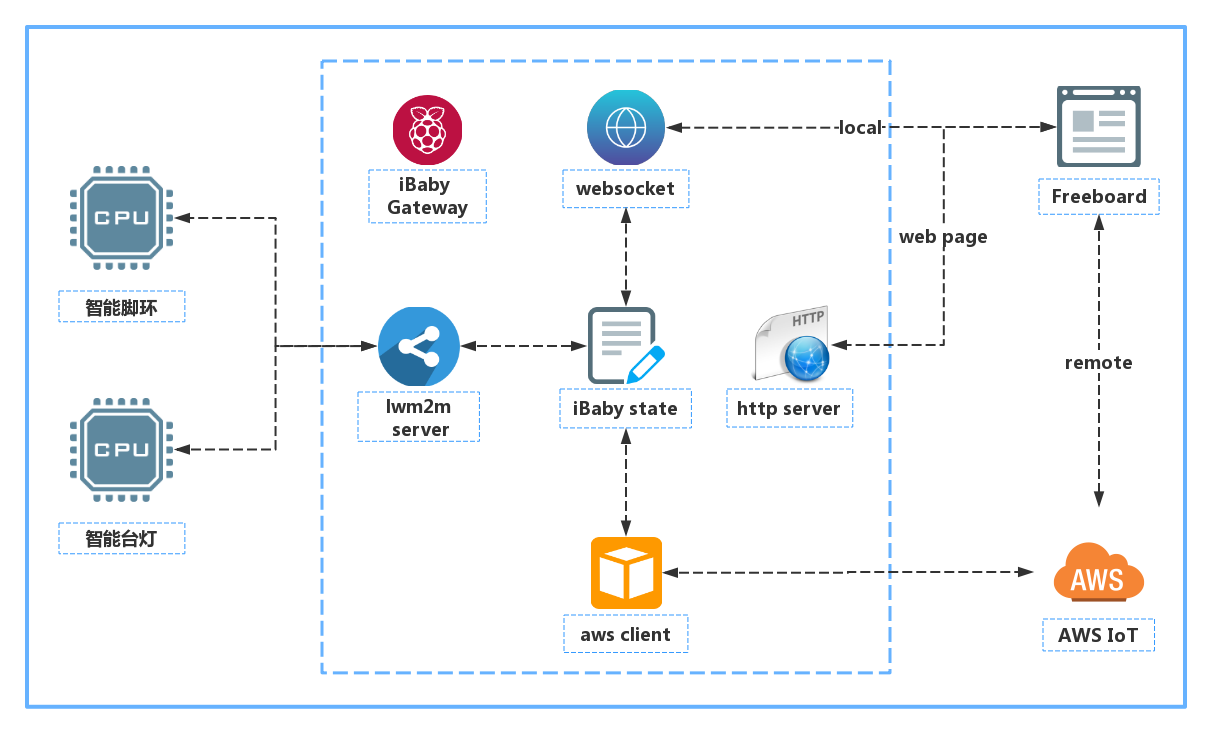 iBaby
Gateway
websocket
local
Freeboard
CPU
智能脚环
web page
HTTP
lwm2m
server
iBaby state
http server
remote
CPU
智能台灯
aws client
AWS
AWS IoT